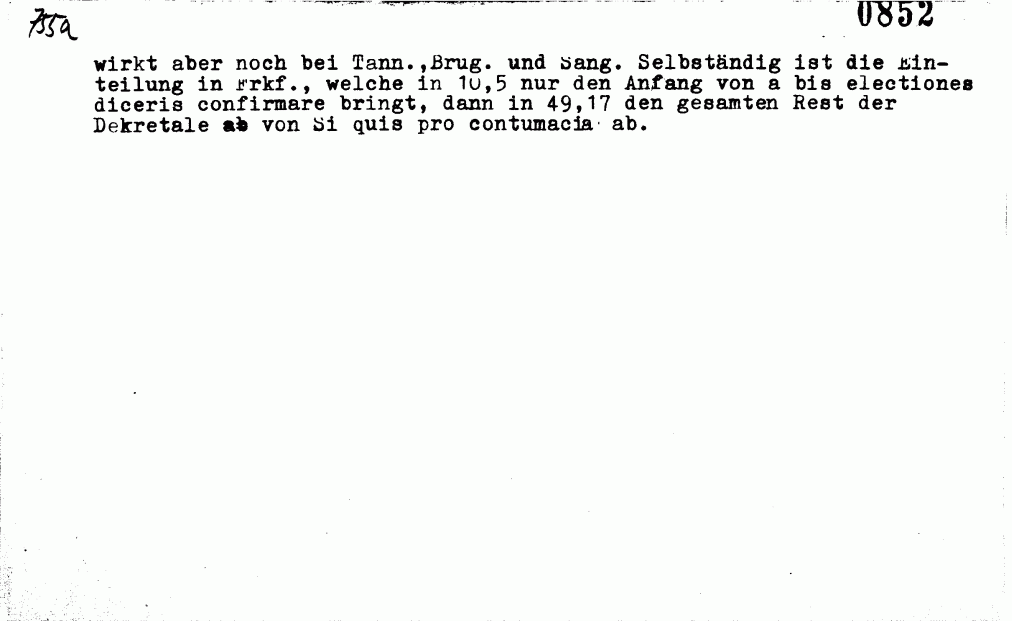 755a
0852
wirkt aber noch bei Tann.,Brug. und Sang. Selbständig ist die Ein-
teilung in Frkf., welche in 10,5 nur den Anfang von a bis electiones
diceris confirmare bringt, dann in 49,17 den gesamten Rest der
Dekretale ab von Si quis pro contumacia ab.